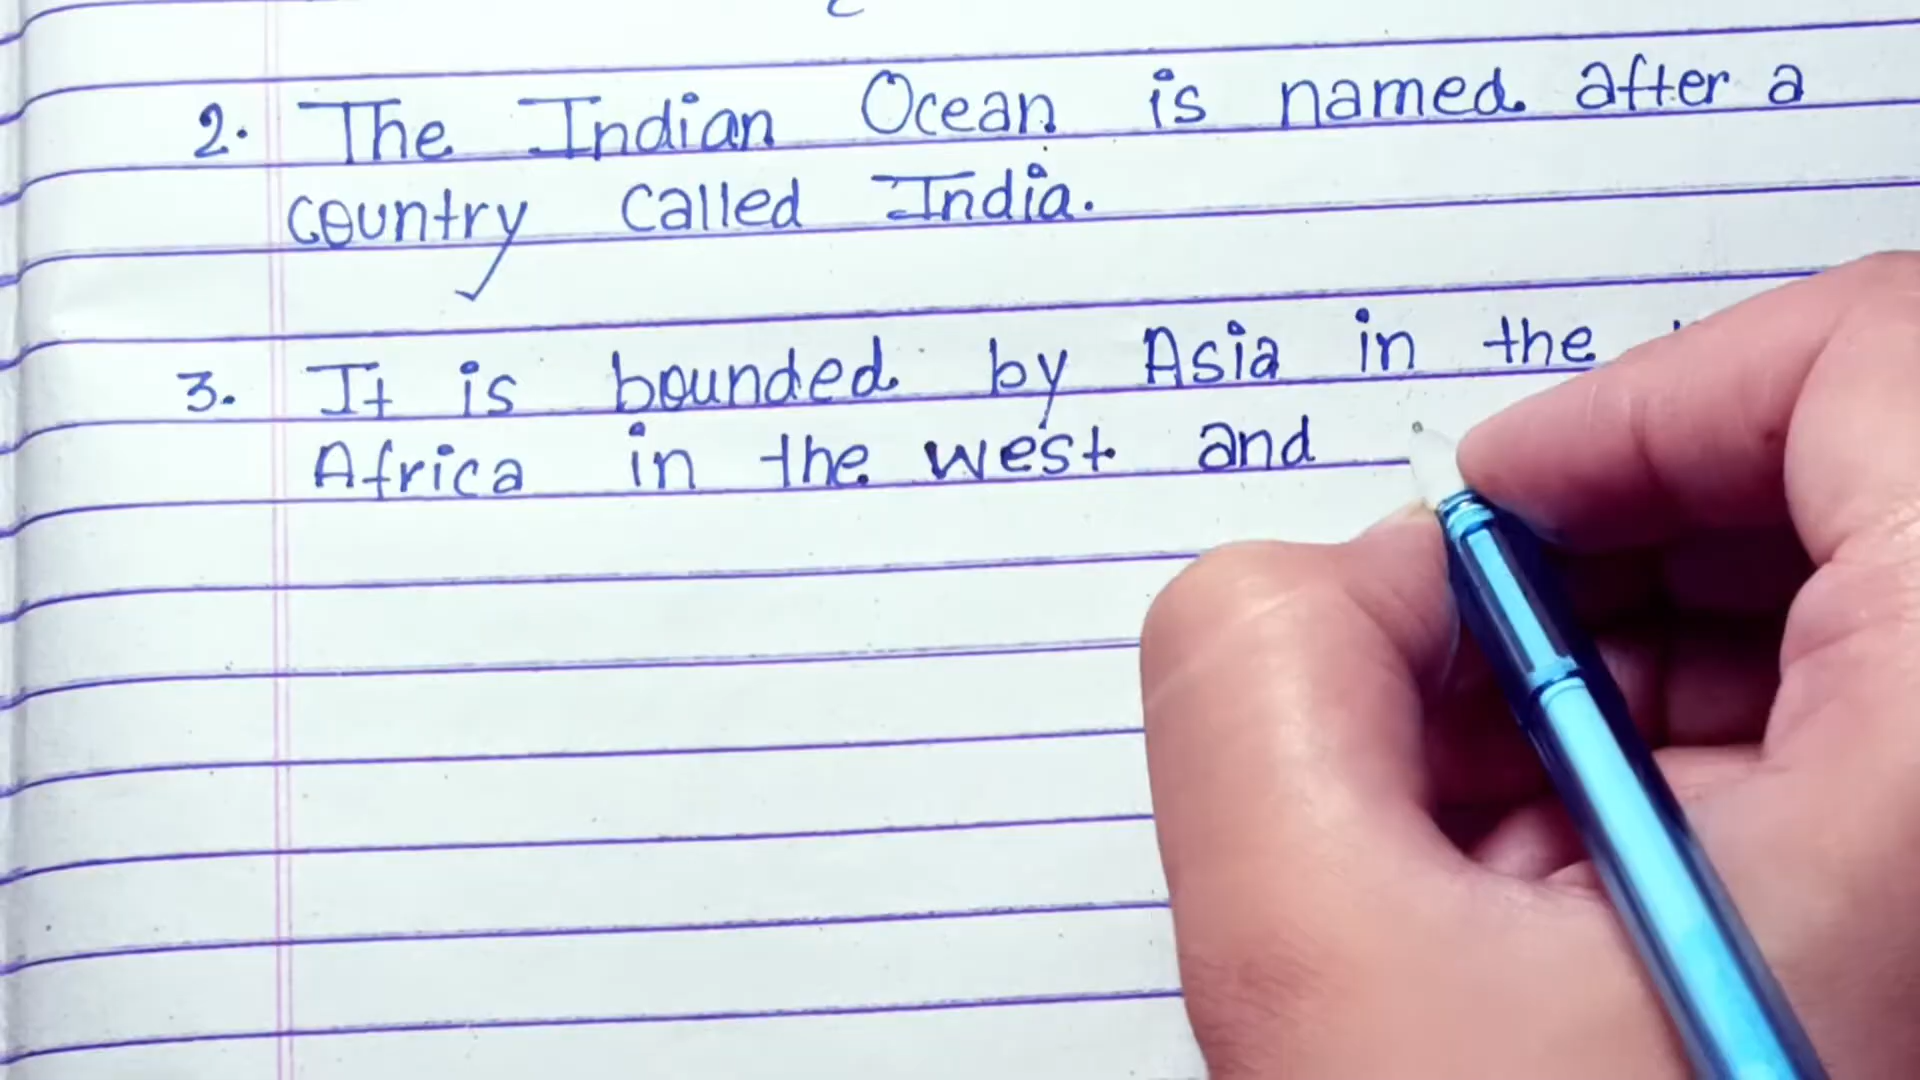 2. The Indian Ocean is named after a
country called India.
3. It is bounded by Asia in the
Africa in the west and